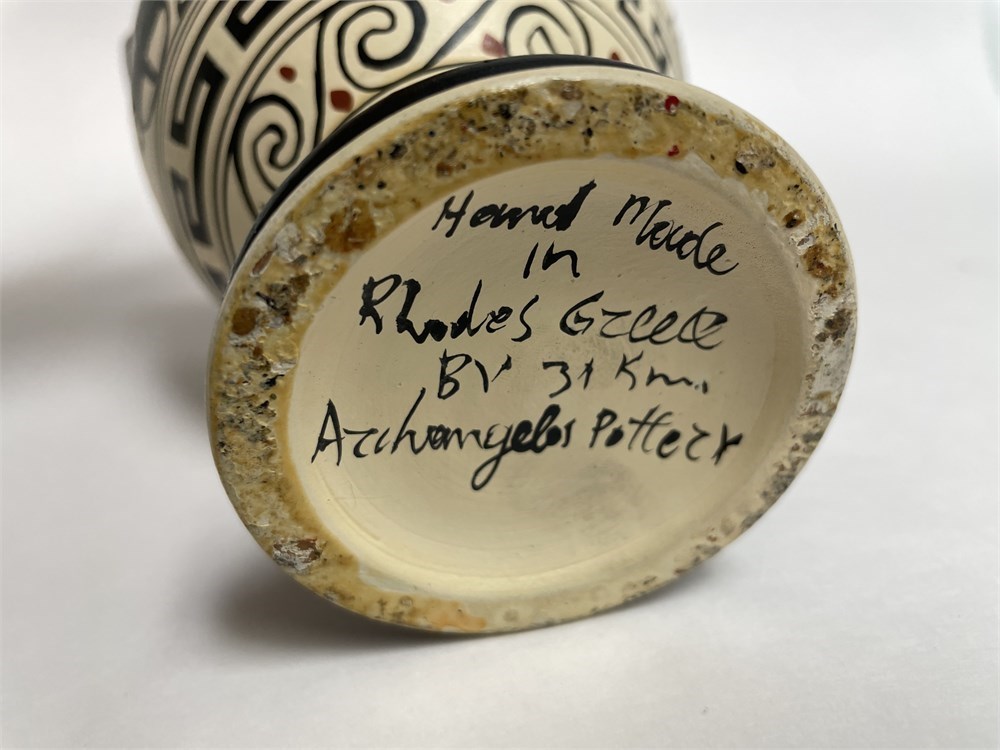 Hand Made
in
Rhodes Greece
BY 31 Km.
Archangelos Pottery